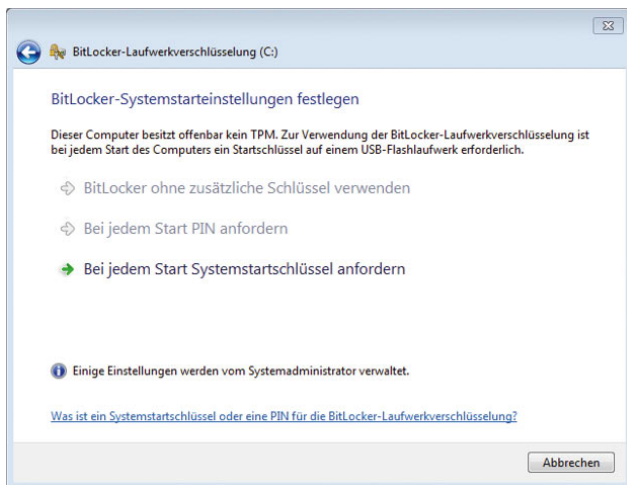 BitLocker-Laufwerkverschlüsselung (C:)
BitLocker-Systemstarteinstellungen festlegen
Dieser Computer besitzt offenbar kein TPM. Zur Verwendung der BitLocker-Laufwerkverschlüsselung ist
bei jedem Start des Computers ein Startschlüssel auf einem USB-Flashlaufwerk erforderlich.
BitLocker ohne zusätzliche Schlüssel verwenden
Bei jedem Start PIN anfordern
Bei jedem Start Systemstartschlüssel anfordern
Einige Einstellungen werden vom Systemadministrator verwaltet.
Was ist ein Systemstartschlüssel oder eine PIN für die BitLocker-Laufwerkverschlüsselung?
Abbrechen